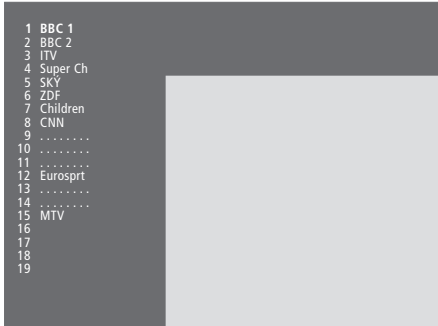 1 BBC 1
2 BBC 2
3 ITV
4 Super Ch
5 SKY
6 ZDF
7 Children
8 CNN
9 . . . . . . . .
10 . . . . . . . .
11 . . . . . . . .
12 Eurosprt
13 . . . . . . . .
14 . . . . . . . .
15 MTV
16
17
18
19